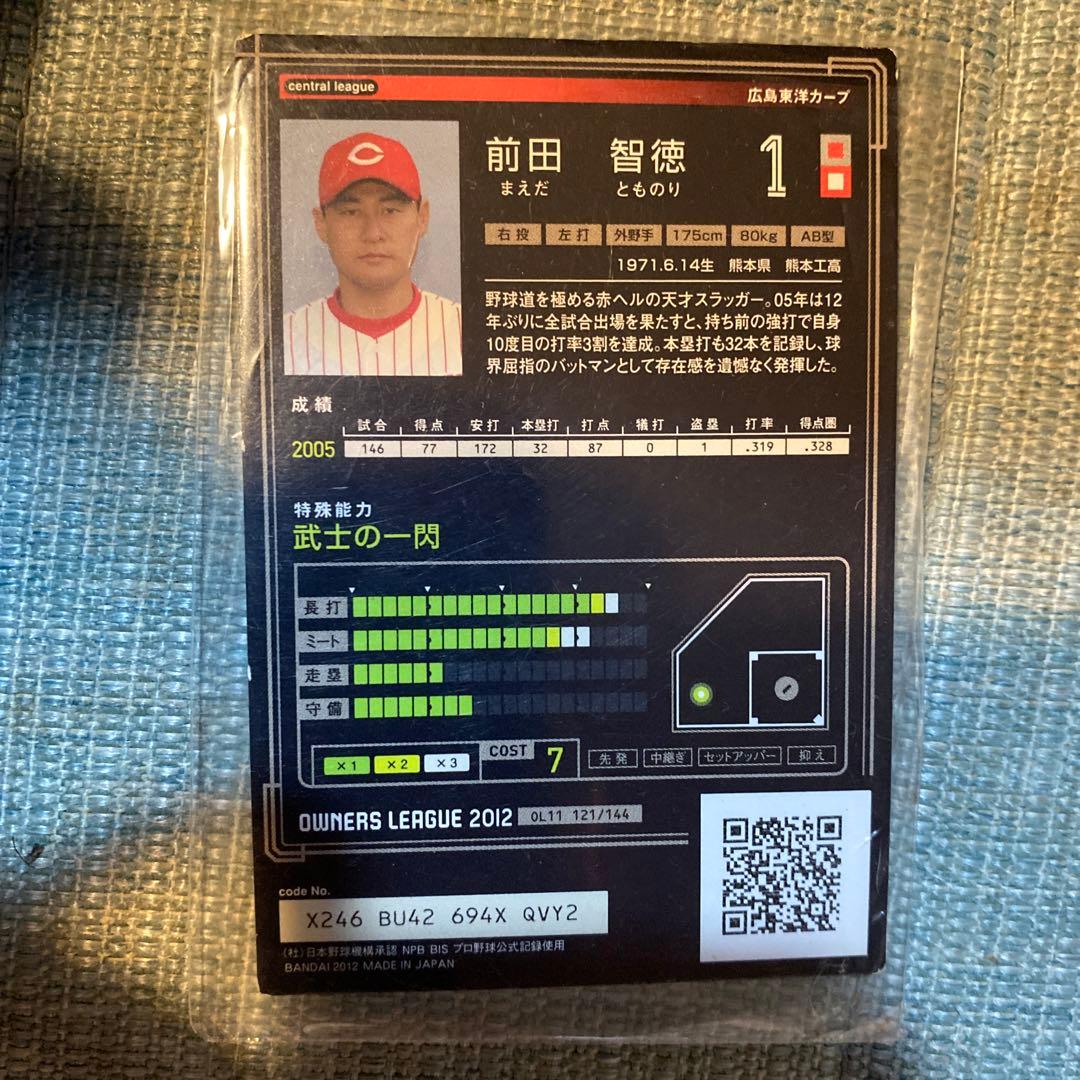 central league
広島東洋カープ
前田 智徳 1
まえだ とものり
右投 左打 外野手 175cm 80kg AB型
1971.6.14生 熊本県 熊本工高
野球道を極める赤ヘルの天才スラッガー。05年は12
年ぶりに全試合出場を果たすと、持ち前の強打で自身
10度目の打率3割を達成。本塁打も32本を記録し、球
界屈指のバットマンとして存在感を遺憾なく発揮した。
成績
試合 得点 安打 本塁打 打点 犠打 盗塁 打率 得点圏
2005 146 77 172 32 87 0 1 .319 .328
特殊能力
武士の一閃
長打
ミート
走塁
守備
×1 ×2 ×3 COST 7 先発 中継ぎ セットアッパー 抑え
OWNERS LEAGUE 2012 OL11 121/144
code No.
X246 BU42 694X QVY2
(社)日本野球機構承認 NPB BIS プロ野球公式記録使用
BANDAI 2012 MADE IN JAPAN